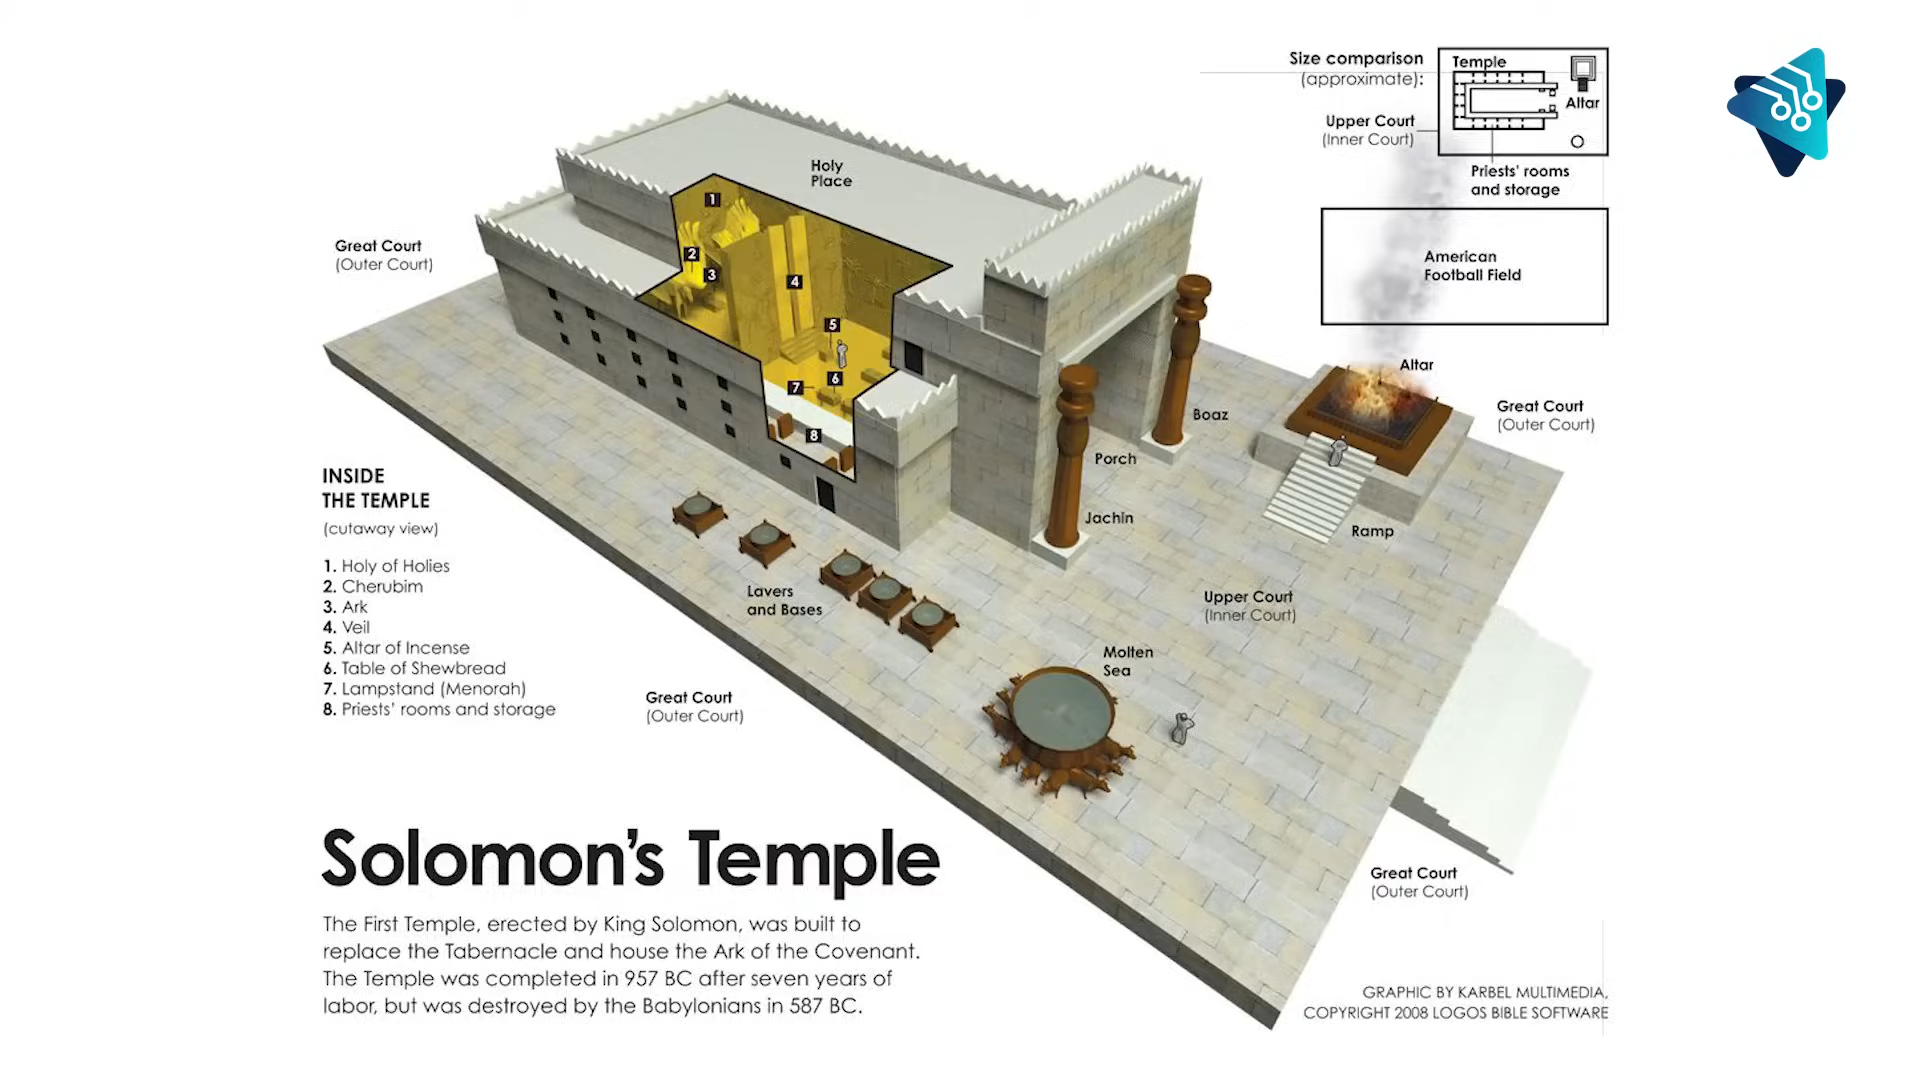 Size comparison
(approximate):
Temple
Altar
Upper Court
(Inner Court)
Priests' rooms
and storage
American
Football Field
Holy
Place
1
2
3
4
5
6
7
8
Great Court
(Outer Court)
Altar
Great Court
(Outer Court)
Boaz
Porch
Jachin
Ramp
INSIDE
THE TEMPLE
(cutaway view)
1. Holy of Holies
2. Cherubim
3. Ark
4. Veil
5. Altar of Incense
6. Table of Shewbread
7. Lampstand (Menorah)
8. Priests' rooms and storage
Lavers
and Bases
Upper Court
(Inner Court)
Molten
Sea
Great Court
(Outer Court)
Great Court
(Outer Court)
Solomon's Temple
The First Temple, erected by King Solomon, was built to
replace the Tabernacle and house the Ark of the Covenant.
The Temple was completed in 957 BC after seven years of
labor, but was destroyed by the Babylonians in 587 BC.
GRAPHIC BY KARBEL MULTIMEDIA,
COPYRIGHT 2008 LOGOS BIBLE SOFTWARE